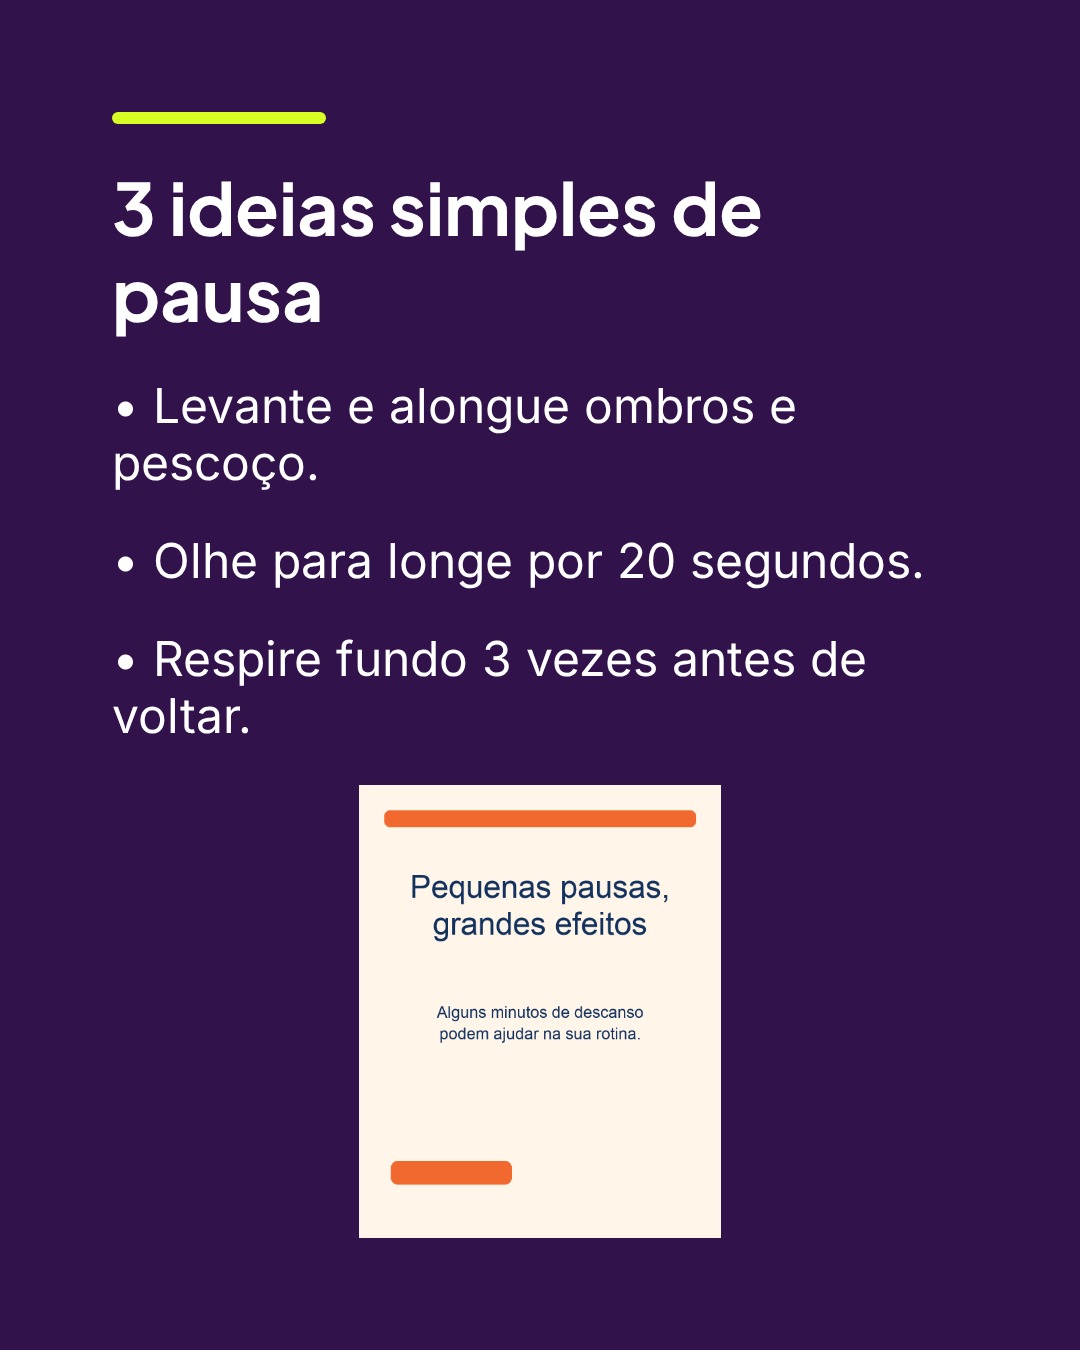 3 ideias simples de
pausa
• Levante e alongue ombros e
pescoço.
• Olhe para longe por 20 segundos.
• Respire fundo 3 vezes antes de
voltar.
Pequenas pausas,
grandes efeitos
Alguns minutos de descanso
podem ajudar na sua rotina.